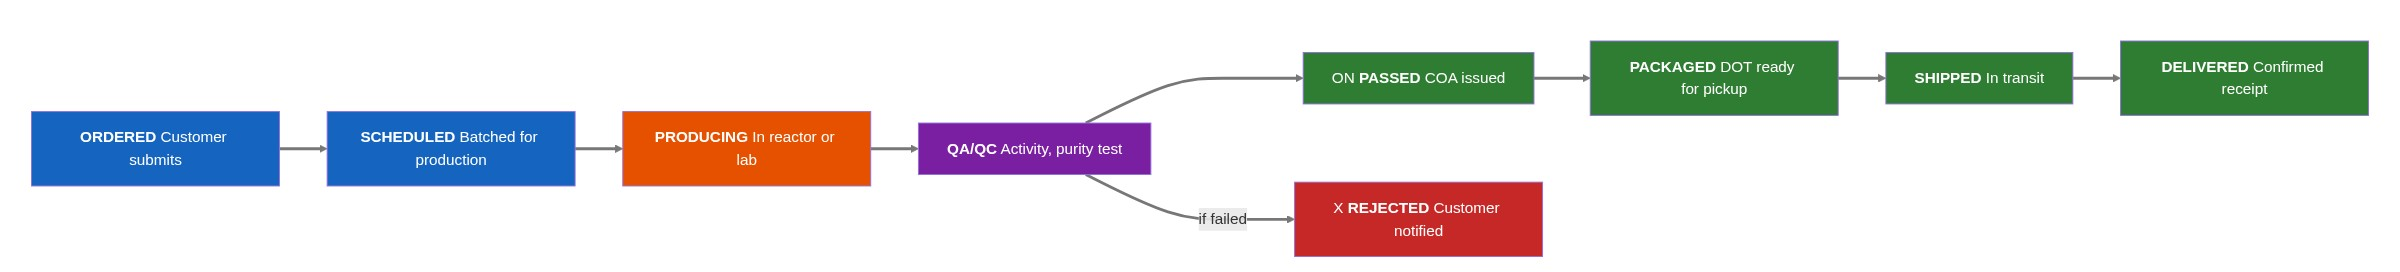 ORDERED Customer
submits
SCHEDULED Batched for
production
PRODUCING In reactor or
lab
QA/QC Activity, purity test
ON PASSED COA issued
PACKAGED DOT ready
for pickup
SHIPPED In transit
DELIVERED Confirmed
receipt
if failed
X REJECTED Customer
notified